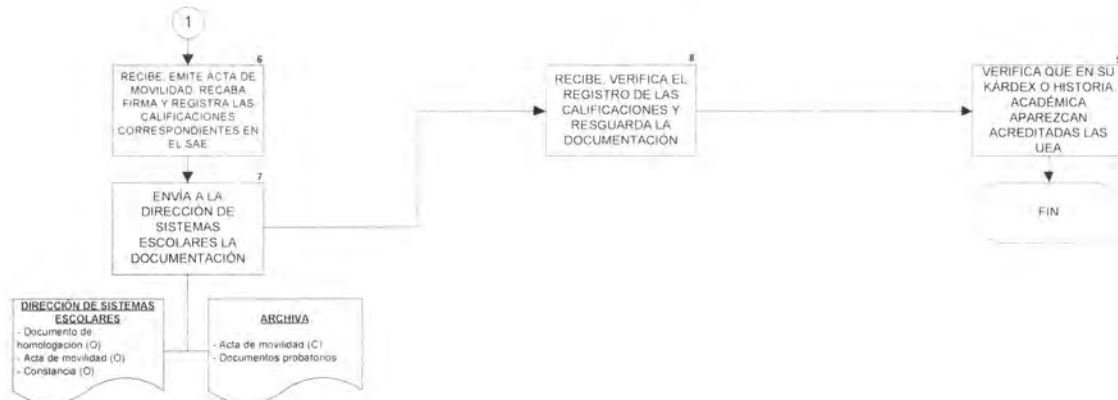 1
6
RECIBE, EMITE ACTA DE
MOVILIDAD, RECABA
FIRMA Y REGISTRA LAS
CALIFICACIONES
CORRESPONDIENTES EN
EL SAE
7
ENVÍA A LA
DIRECCIÓN DE
SISTEMAS
ESCOLARES LA
DOCUMENTACIÓN
DIRECCIÓN DE SISTEMAS
ESCOLARES
- Documento de
homologación (O)
- Acta de movilidad (O)
- Constancia (O)
ARCHIVA
- Acta de movilidad (C)
- Documentos probatorios
8
RECIBE, VERIFICA EL
REGISTRO DE LAS
CALIFICACIONES Y
RESGUARDA LA
DOCUMENTACIÓN
9
VERIFICA QUE EN SU
KÁRDEX O HISTORIA
ACADÉMICA
APAREZCAN
ACREDITADAS LAS
UEA
FIN